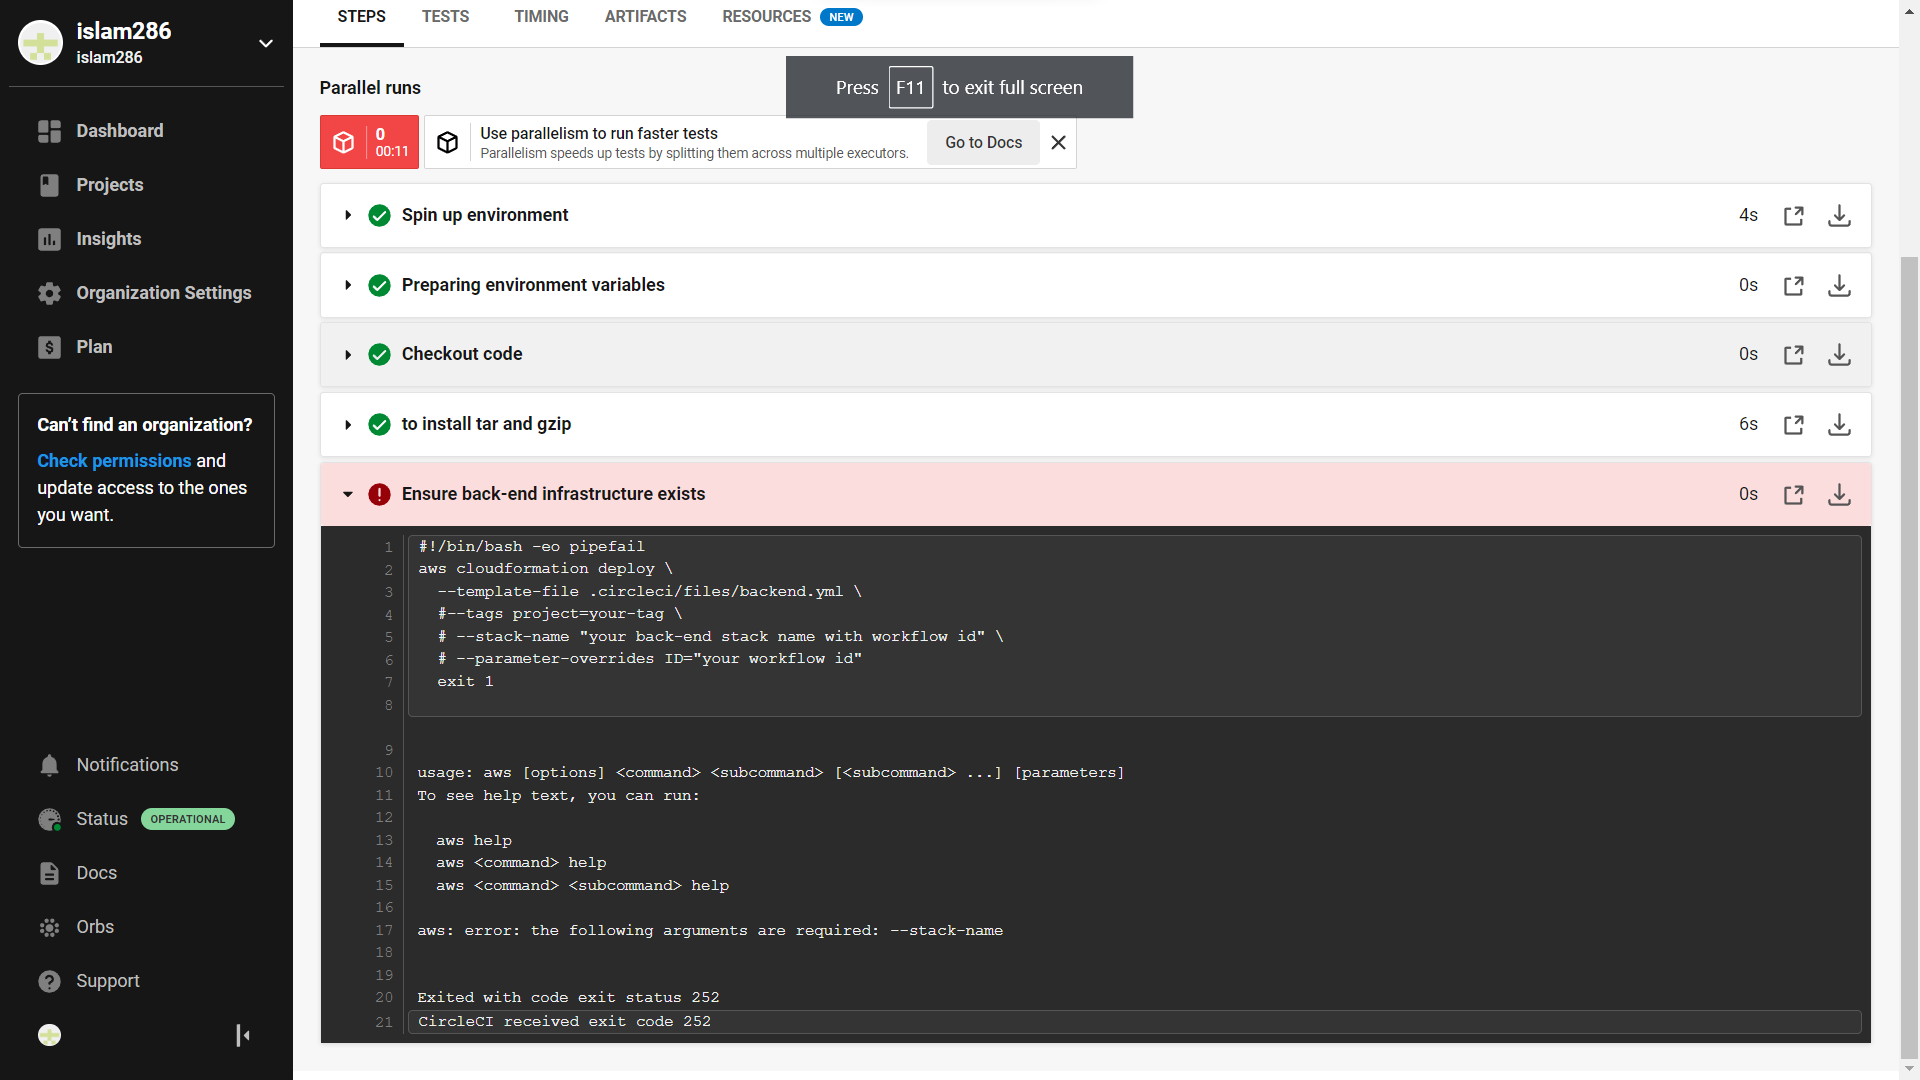 islam286
islam286
Dashboard
Projects
Insights
Organization Settings
Plan
Can't find an organization?
Check permissions and
update access to the ones
you want.
Notifications
Status OPERATIONAL
Docs
Orbs
Support
STEPS TESTS TIMING ARTIFACTS RESOURCES NEW
Parallel runs
Press F11 to exit full screen
0
00:11
Use parallelism to run faster tests
Parallelism speeds up tests by splitting them across multiple executors.
Go to Docs
Spin up environment 4s
Preparing environment variables 0s
Checkout code 0s
to install tar and gzip 6s
Ensure back-end infrastructure exists 0s
1 #!/bin/bash -eo pipefail
2 aws cloudformation deploy \
3 --template-file .circleci/files/backend.yml \
4 #--tags project=your-tag \
5 # --stack-name "your back-end stack name with workflow id" \
6 # --parameter-overrides ID="your workflow id"
7 exit 1
8
9
10 usage: aws [options] <command> <subcommand> [<subcommand> ...] [parameters]
11 To see help text, you can run:
12
13 aws help
14 aws <command> help
15 aws <command> <subcommand> help
16
17 aws: error: the following arguments are required: --stack-name
18
19
20 Exited with code exit status 252
21 CircleCI received exit code 252